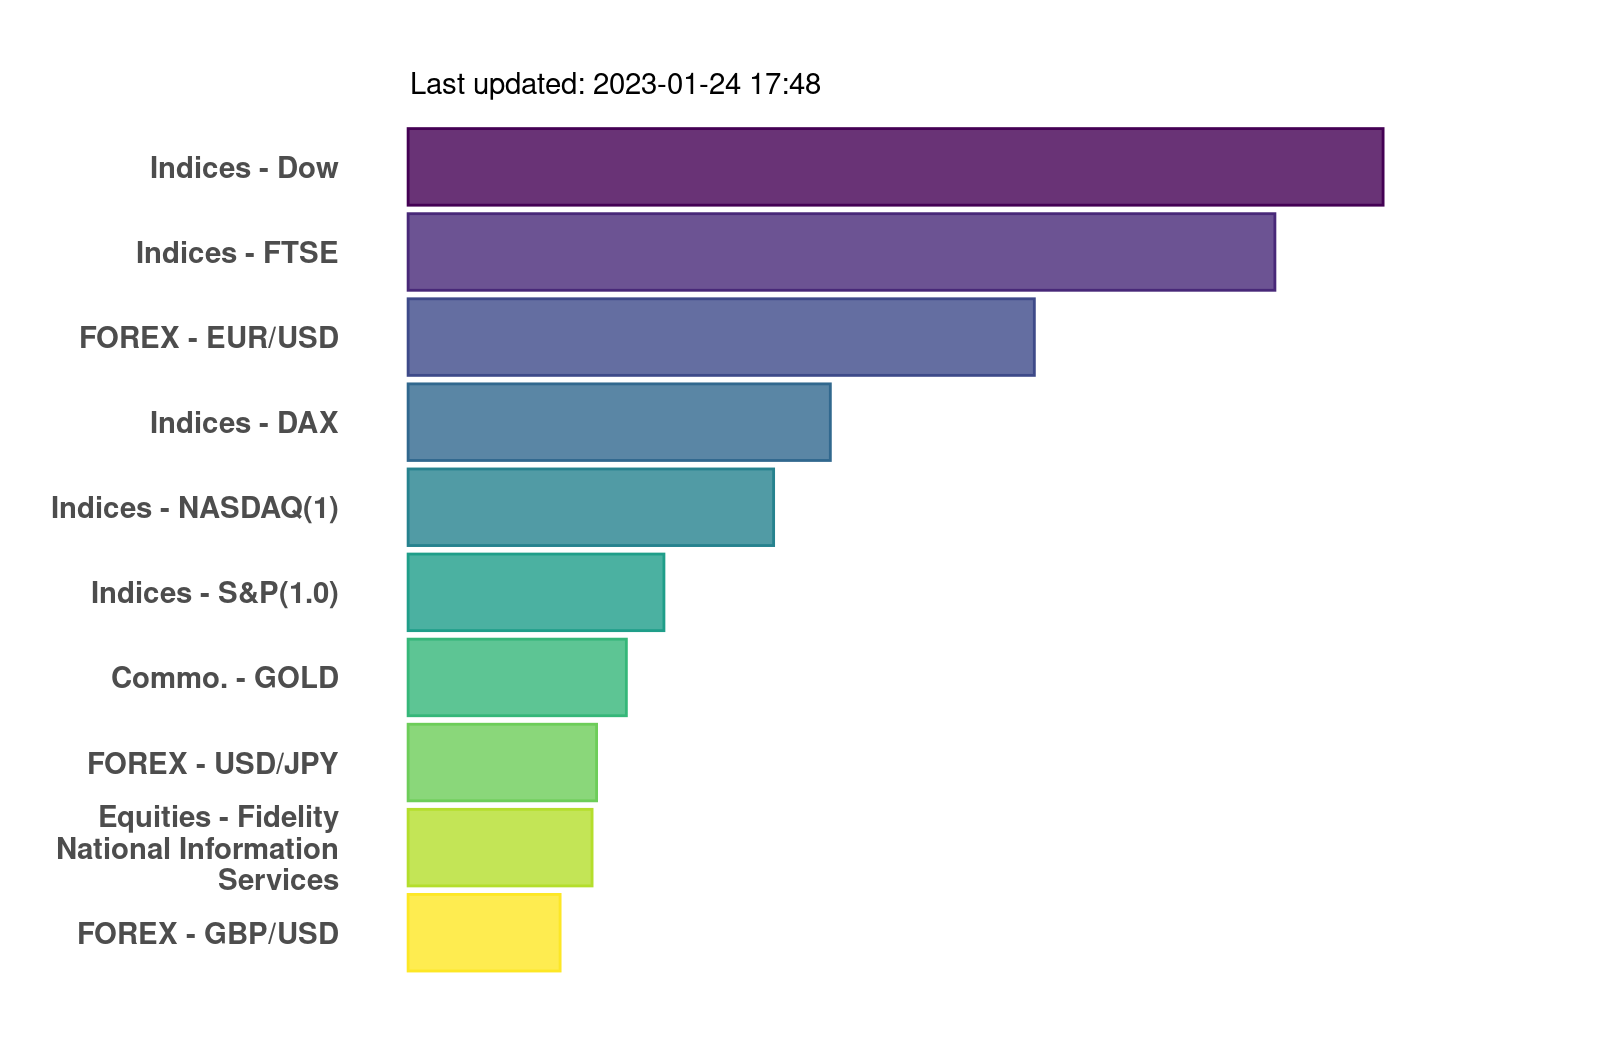 Last updated: 2023-01-24 17:48
Indices - Dow
Indices - FTSE
FOREX - EUR/USD
Indices - DAX
Indices - NASDAQ(1)
Indices - S&P(1.0)
Commo. - GOLD
FOREX - USD/JPY
Equities - Fidelity
National Information
Services
FOREX - GBP/USD